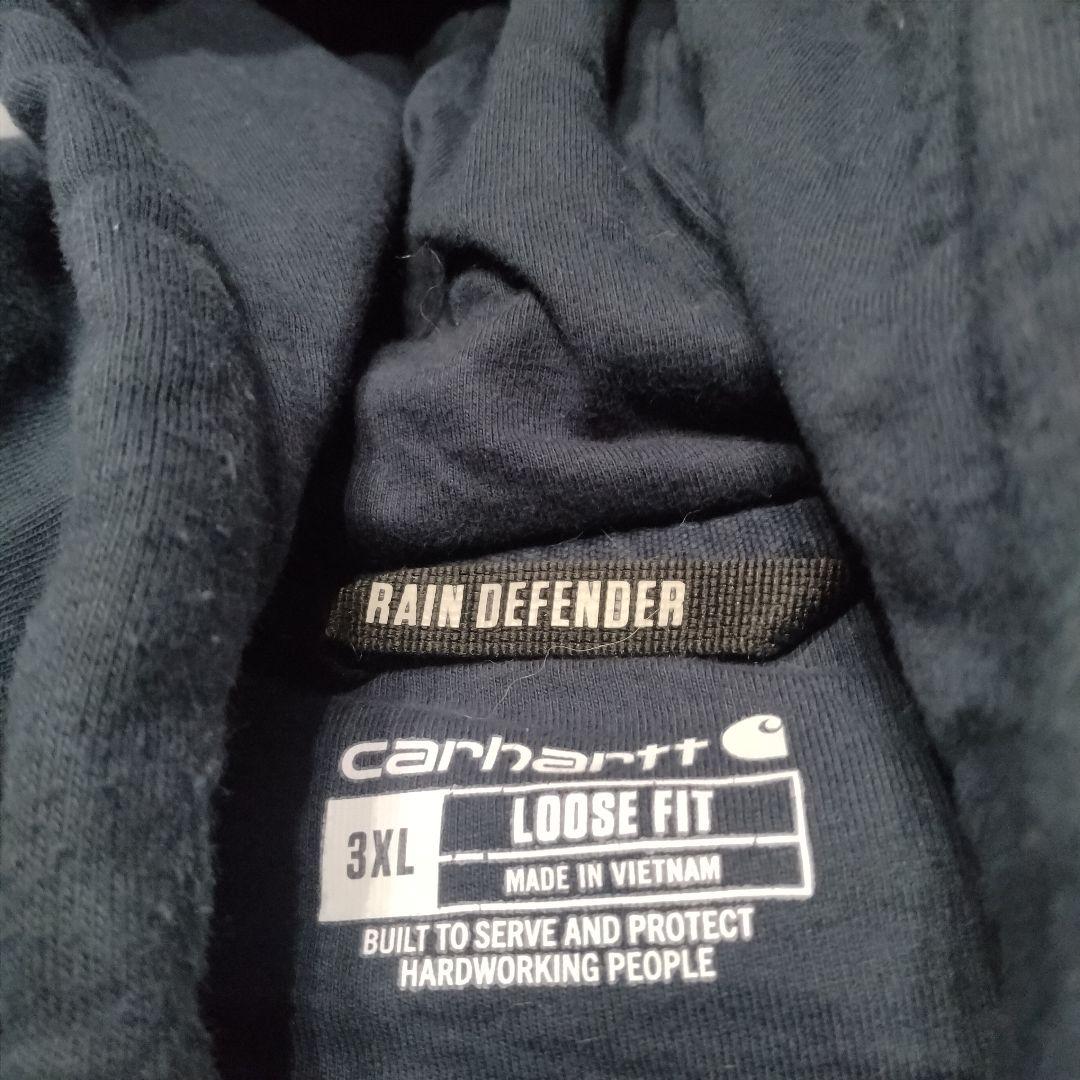 RAIN DEFENDER
carhartt
3XL
LOOSE FIT
MADE IN VIETNAM
BUILT TO SERVE AND PROTECT
HARDWORKING PEOPLE